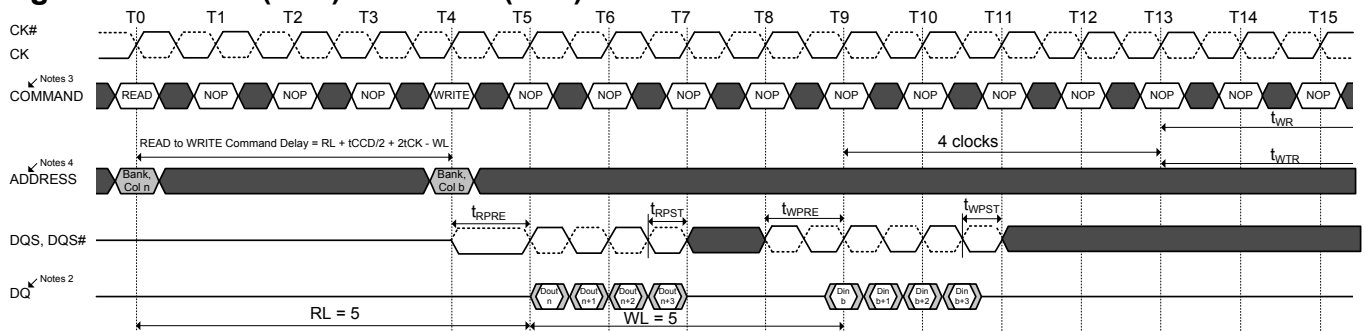 T0 T1 T2 T3 T4 T5 T6 T7 T8 T9 T10 T11 T12 T13 T14 T15
CK#
CK
Notes 3
COMMAND READ NOP NOP NOP WRITE NOP NOP NOP NOP NOP NOP NOP NOP NOP NOP NOP
tWR
READ to WRITE Command Delay = RL + tCCD/2 + 2tCK - WL
4 clocks
tWTR
Notes 4
ADDRESS
Bank, Col n
Bank, Col b
tRPRE tRPST tWPRE tWPST
DQS, DQS#
Notes 2
DQ
Dout n
Dout n+1
Dout n+2
Dout n+3
Din b
Din b+1
Din b+2
Din b+3
RL = 5 WL = 5